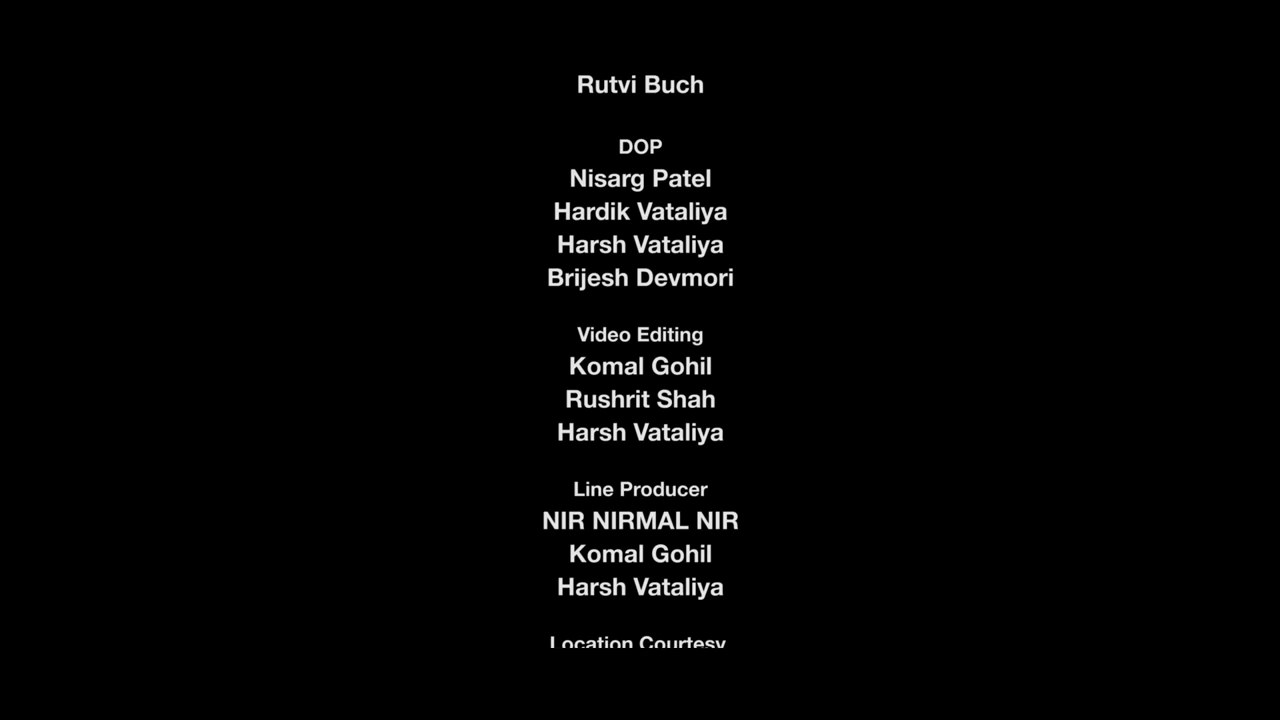 Rutvi Buch
DOP
Nisarg Patel
Hardik Vataliya
Harsh Vataliya
Brijesh Devmori
Video Editing
Komal Gohil
Rushrit Shah
Harsh Vataliya
Line Producer
NIR NIRMAL NIR
Komal Gohil
Harsh Vataliya
Location Courtesy